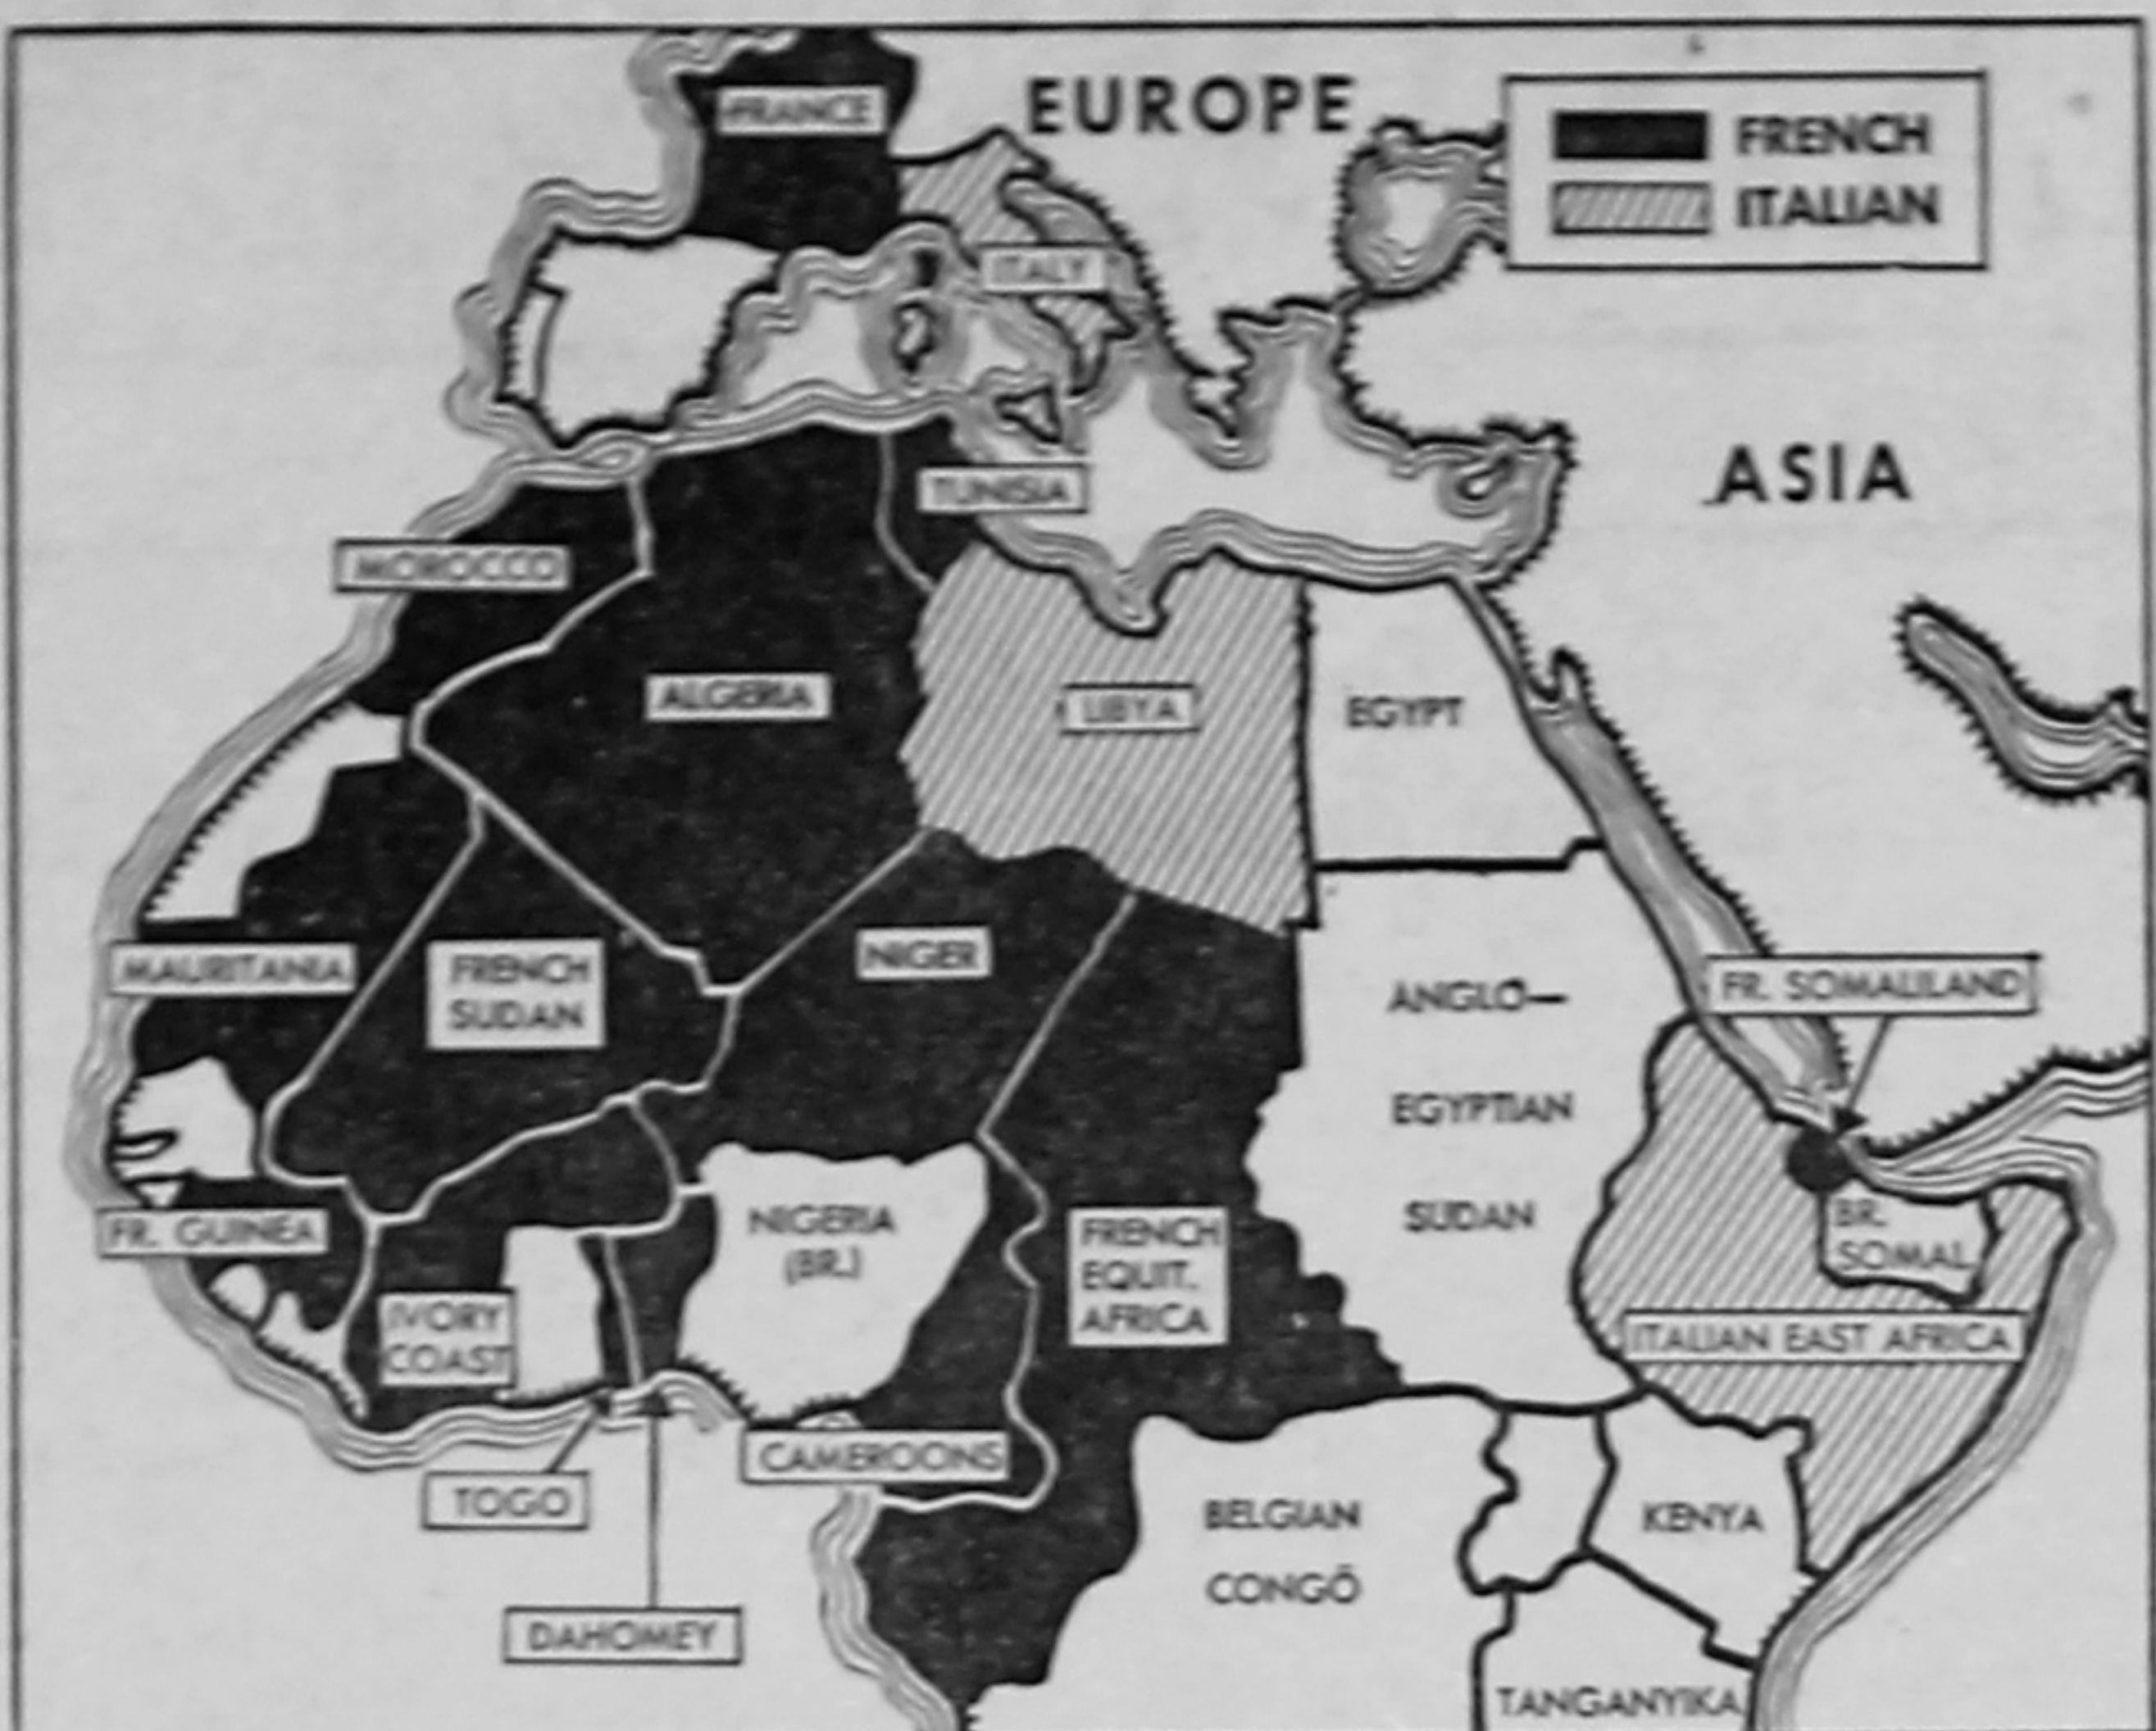 FRANCE
EUROPE
FRENCH
ITALIAN
ITALY
ASIA
TUNISIA
MOROCCO
ALGERIA
LIBYA
EGYPT
MAURITANIA
FRENCH
SUDAN
NIGER
ANGLO—
EGYPTIAN
SUDAN
FR. SOMALILAND
FR. GUINEA
NIGERIA
(BR.)
FRENCH
EQUIT.
AFRICA
BR.
SOMAL.
IVORY
COAST
ITALIAN EAST AFRICA
CAMEROONS
TOGO
BELGIAN
CONGO
KENYA
DAHOMEY
TANGANYIKA